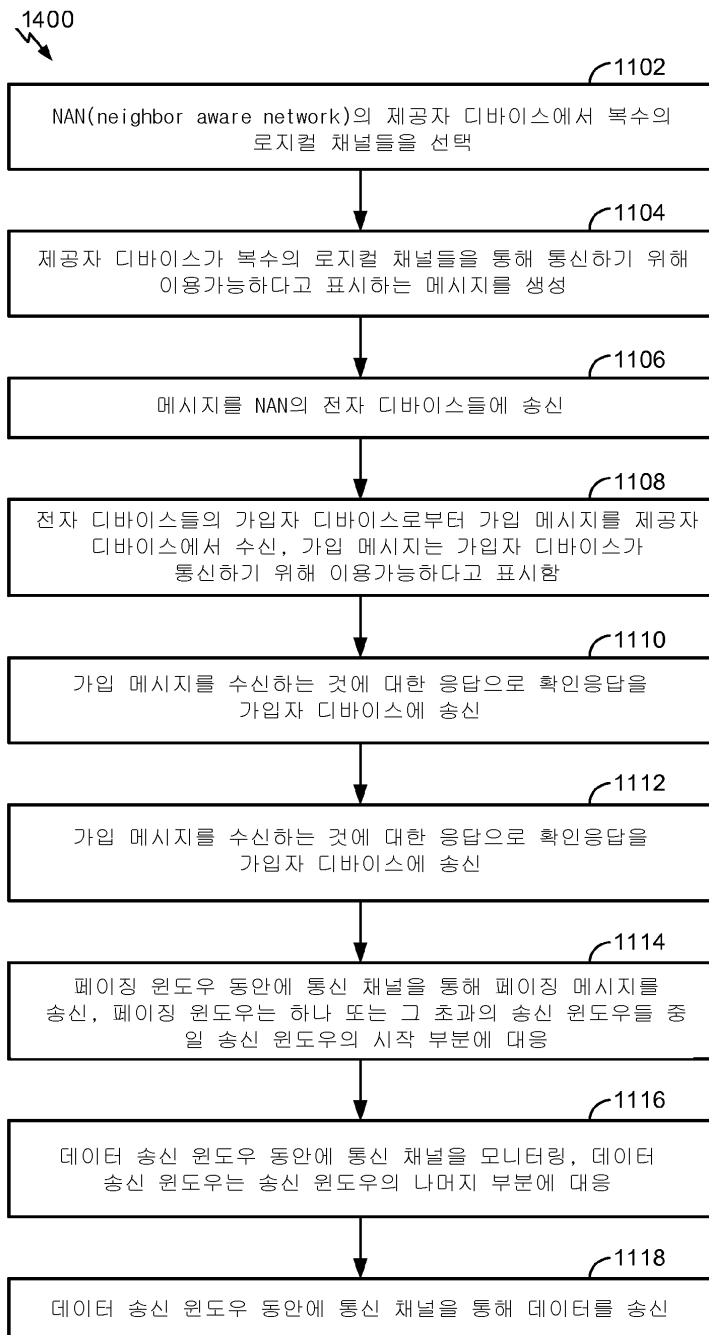 1400
1102
NAN(neighbor aware network)의 제공자 디바이스에서 복수의
로지컬 채널들을 선택
1104
제공자 디바이스가 복수의 로지컬 채널들을 통해 통신하기 위해
이용가능하다고 표시하는 메시지를 생성
1106
메시지를 NAN의 전자 디바이스들에 송신
1108
전자 디바이스들의 가입자 디바이스로부터 가입 메시지를 제공자
디바이스에서 수신, 가입 메시지는 가입자 디바이스가
통신하기 위해 이용가능하다고 표시함
1110
가입 메시지를 수신하는 것에 대한 응답으로 확인응답을
가입자 디바이스에 송신
1112
가입 메시지를 수신하는 것에 대한 응답으로 확인응답을
가입자 디바이스에 송신
1114
페이징 윈도우 동안에 통신 채널을 통해 페이징 메시지를
송신, 페이징 윈도우는 하나 또는 그 초과의 송신 윈도우들 중
일 송신 윈도우의 시작 부분에 대응
1116
데이터 송신 윈도우 동안에 통신 채널을 모니터링, 데이터
송신 윈도우는 송신 윈도우의 나머지 부분에 대응
1118
데이터 송신 윈도우 동안에 통신 채널을 통해 데이터를 송신